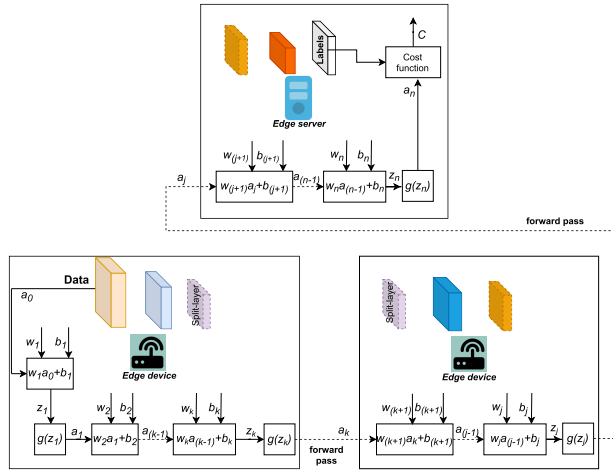 C
Labels
Cost
function
a_n
Edge server
w_(j+1) b_(j+1)
w_n b_n
a_j
w_(j+1)a_j+b_(j+1)
a_(n-1)
w_na_(n-1)+b_n
z_n
g(z_n)
forward pass
Data
a_0
Split-layer
w_1 b_1
Edge device
w_1a_0+b_1
z_1
w_2 b_2
w_k b_k
g(z_1)
a_1
w_2a_1+b_2
a_(k-1)
w_ka_(k-1)+b_k
z_k
g(z_k)
a_k
forward
pass
Split-layer
Edge device
w_(k+1) b_(k+1)
w_j b_j
w_(k+1)a_k+b_(k+1)
a_(j-1)
w_ja_(j-1)+b_j
z_j
g(z_j)